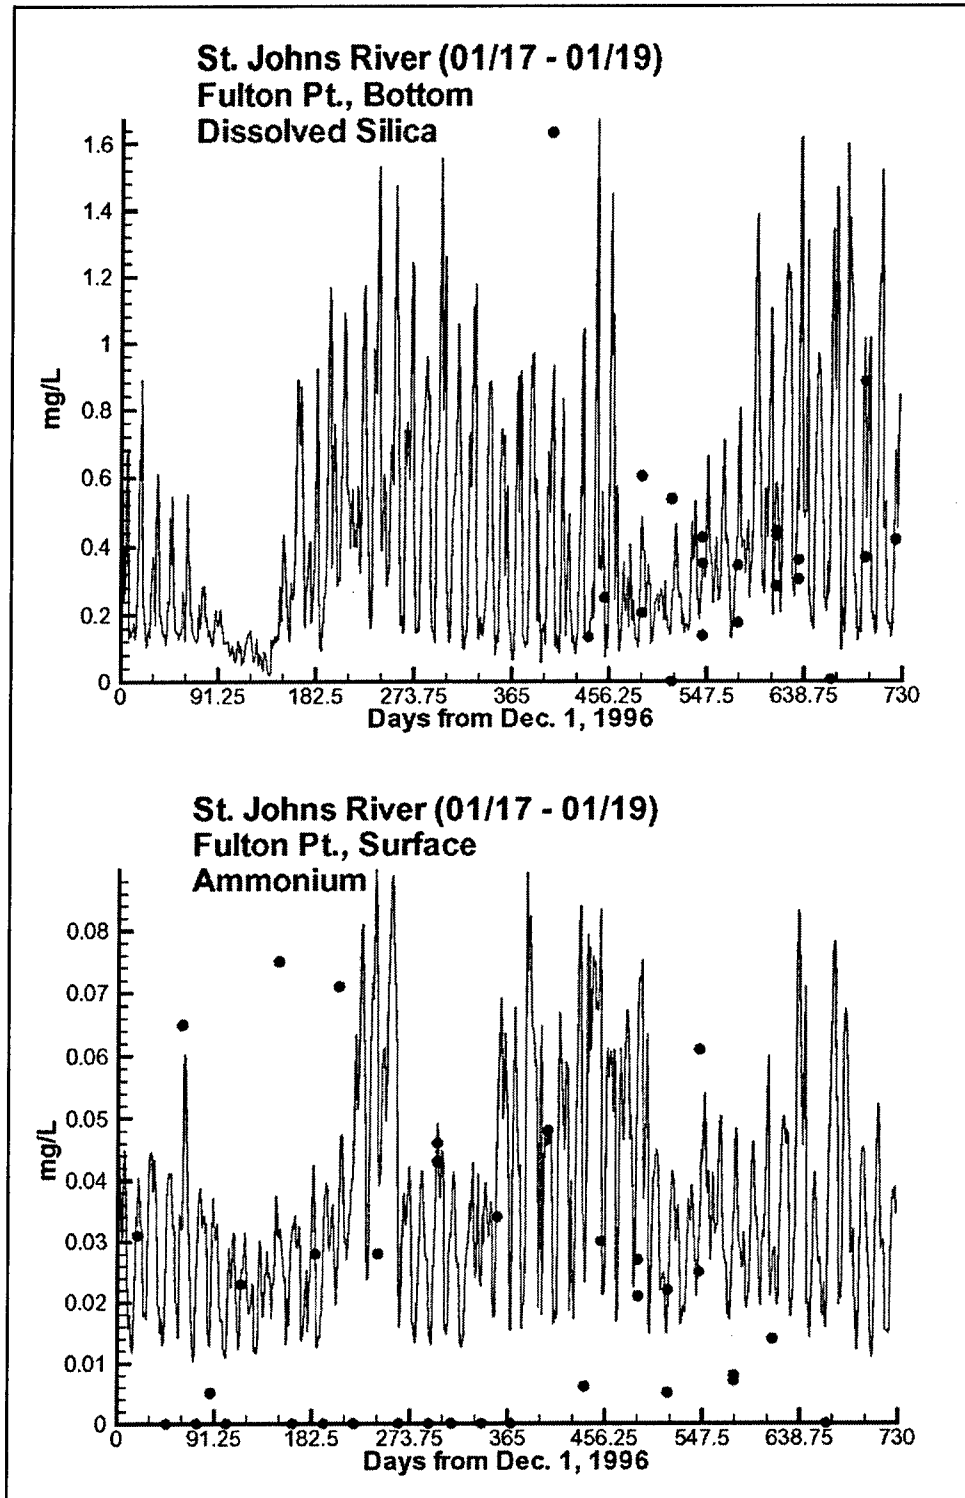 St. Johns River (01/17 - 01/19)
Fulton Pt., Bottom
Dissolved Silica
1.6
1.4
1.2
1
0.8
0.6
0.4
0.2
0
mg/L
0 91.25 182.5 273.75 365 456.25 547.5 638.75 730
Days from Dec. 1, 1996
St. Johns River (01/17 - 01/19)
Fulton Pt., Surface
Ammonium
0.08
0.07
0.06
0.05
0.04
0.03
0.02
0.01
0
mg/L
0 91.25 182.5 273.75 365 456.25 547.5 638.75 730
Days from Dec. 1, 1996